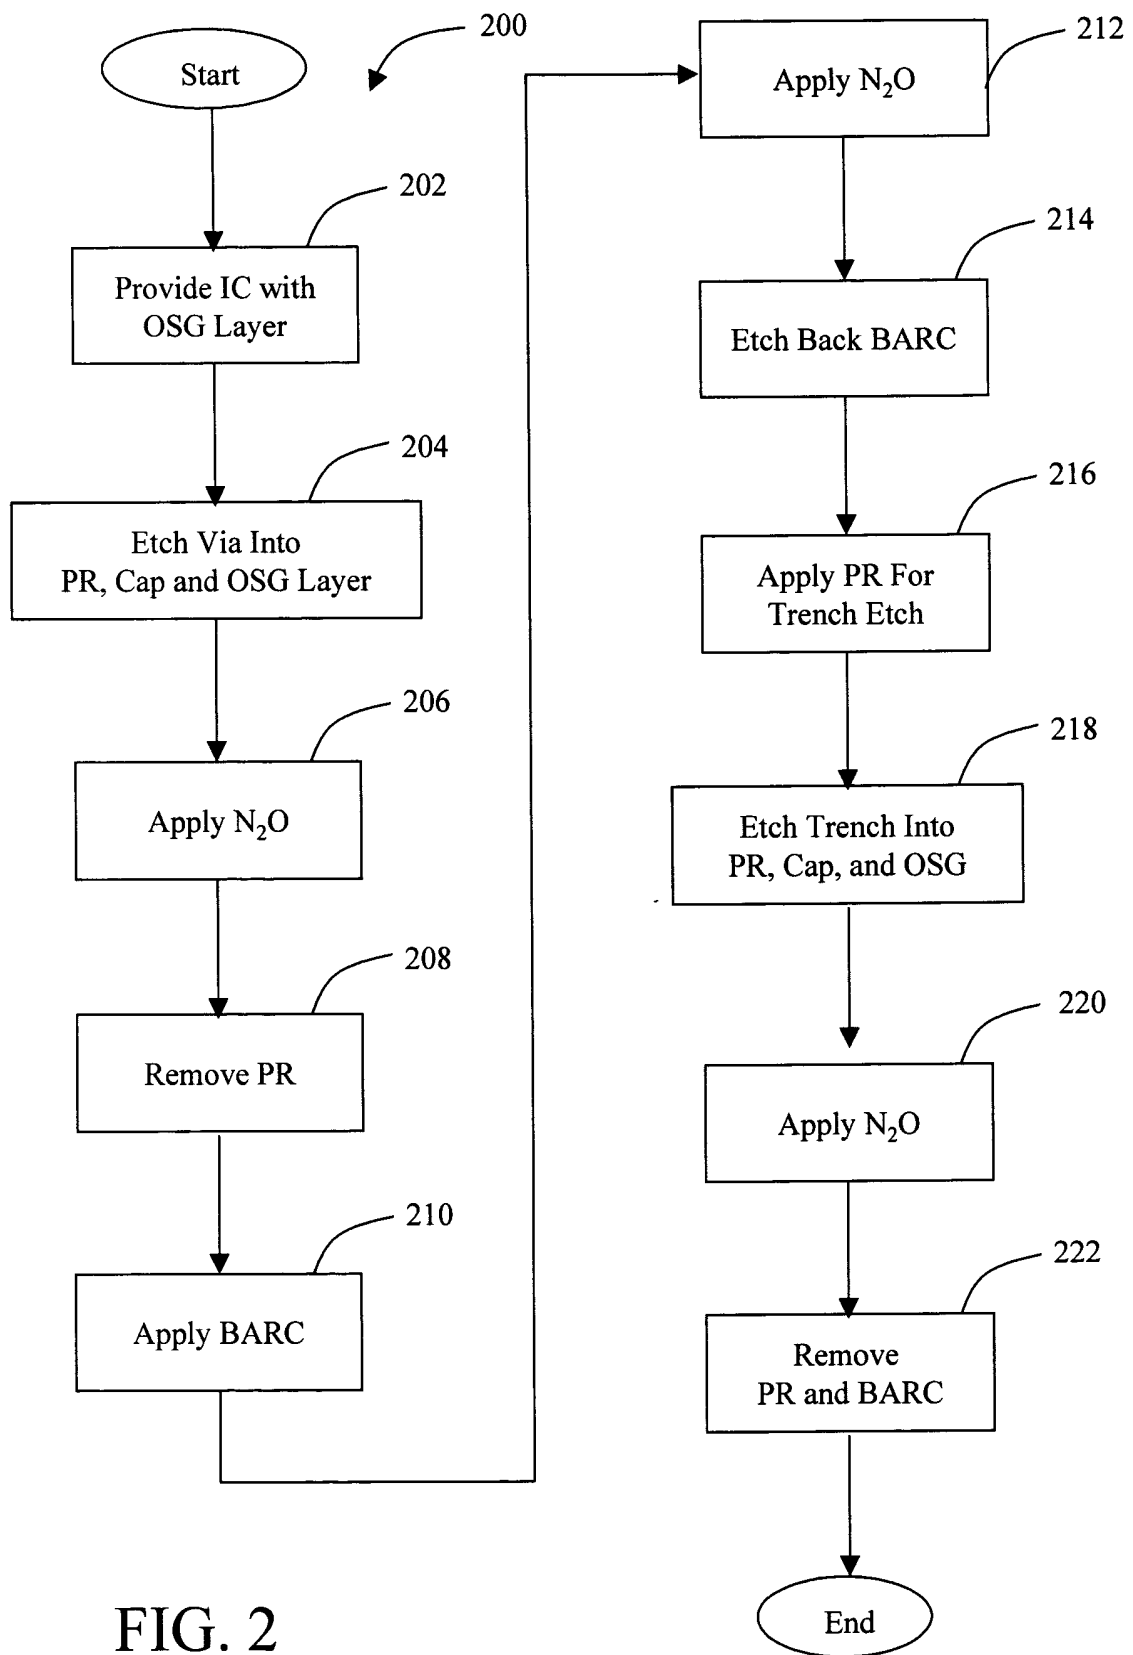 200
Start
202
Provide IC with
OSG Layer
204
Etch Via Into
PR, Cap and OSG Layer
206
Apply N₂O
208
Remove PR
210
Apply BARC
212
Apply N₂O
214
Etch Back BARC
216
Apply PR For
Trench Etch
218
Etch Trench Into
PR, Cap, and OSG
220
Apply N₂O
222
Remove
PR and BARC
End
FIG. 2